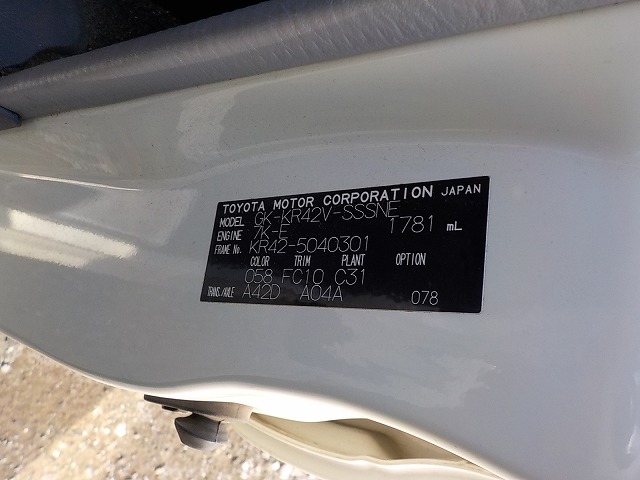 TOYOTA MOTOR CORPORATION JAPAN
MODEL GK-KR42V-SSSNE
ENGINE 7K-E 1781 mL
FRAME No. KR42-5040301
COLOR TRIM PLANT OPTION
058 FC10 C31
TRANS./AXLE A42D A04A 078